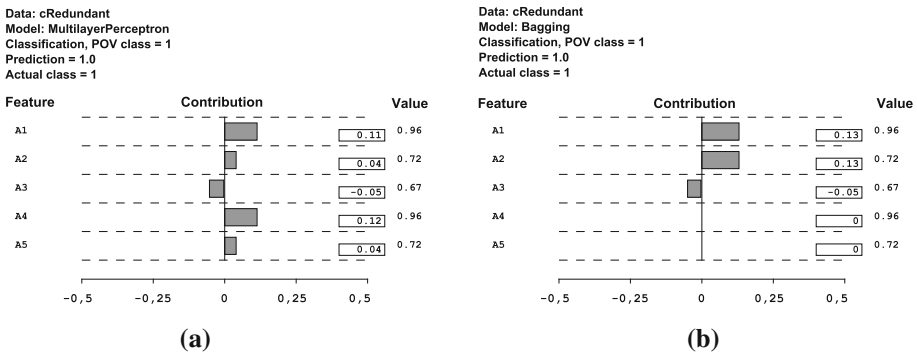 Data: cRedundant
Model: MultilayerPerceptron
Classification, POV class = 1
Prediction = 1.0
Actual class = 1
Feature Contribution Value
A1 0.11 0.96
A2 0.04 0.72
A3 -0.05 0.67
A4 0.12 0.96
A5 0.04 0.72
-0,5 -0,25 0 0,25 0,5
(a)
Data: cRedundant
Model: Bagging
Classification, POV class = 1
Prediction = 1.0
Actual class = 1
Feature Contribution Value
A1 0.13 0.96
A2 0.13 0.72
A3 -0.05 0.67
A4 0 0.96
A5 0 0.72
-0,5 -0,25 0 0,25 0,5
(b)